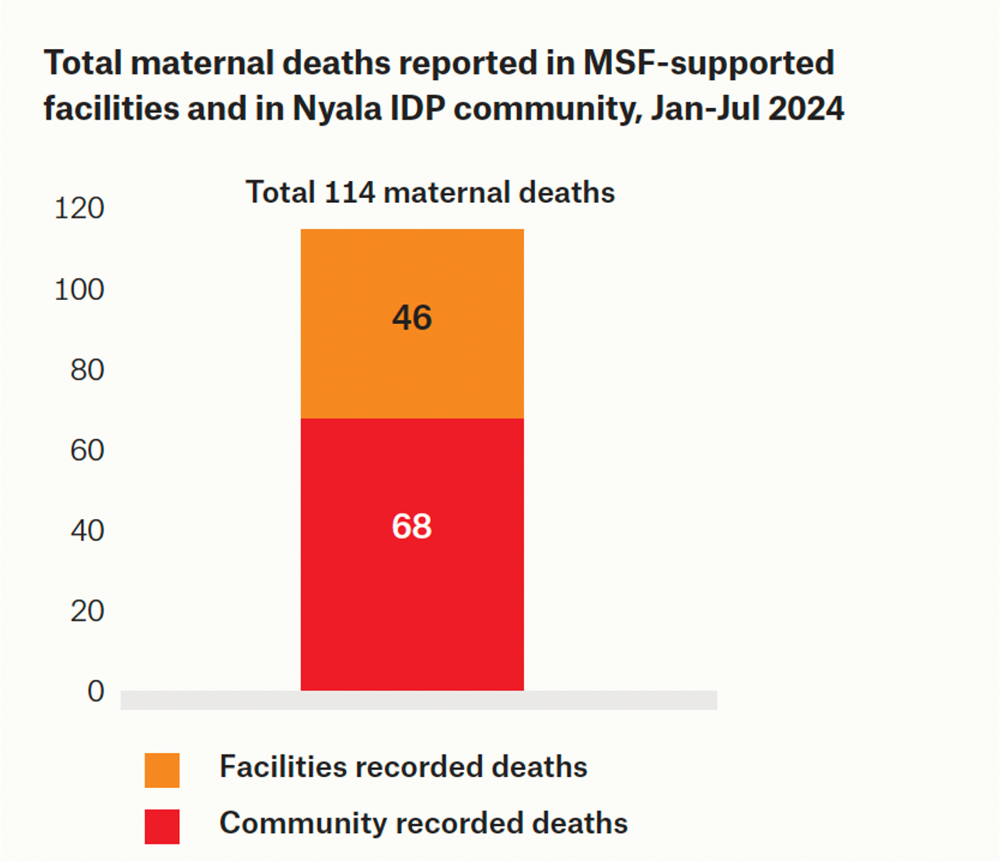 Total maternal deaths reported in MSF-supported
facilities and in Nyala IDP community, Jan-Jul 2024
Total 114 maternal deaths
120
100
80
60
40
20
0
46
68
Facilities recorded deaths
Community recorded deaths